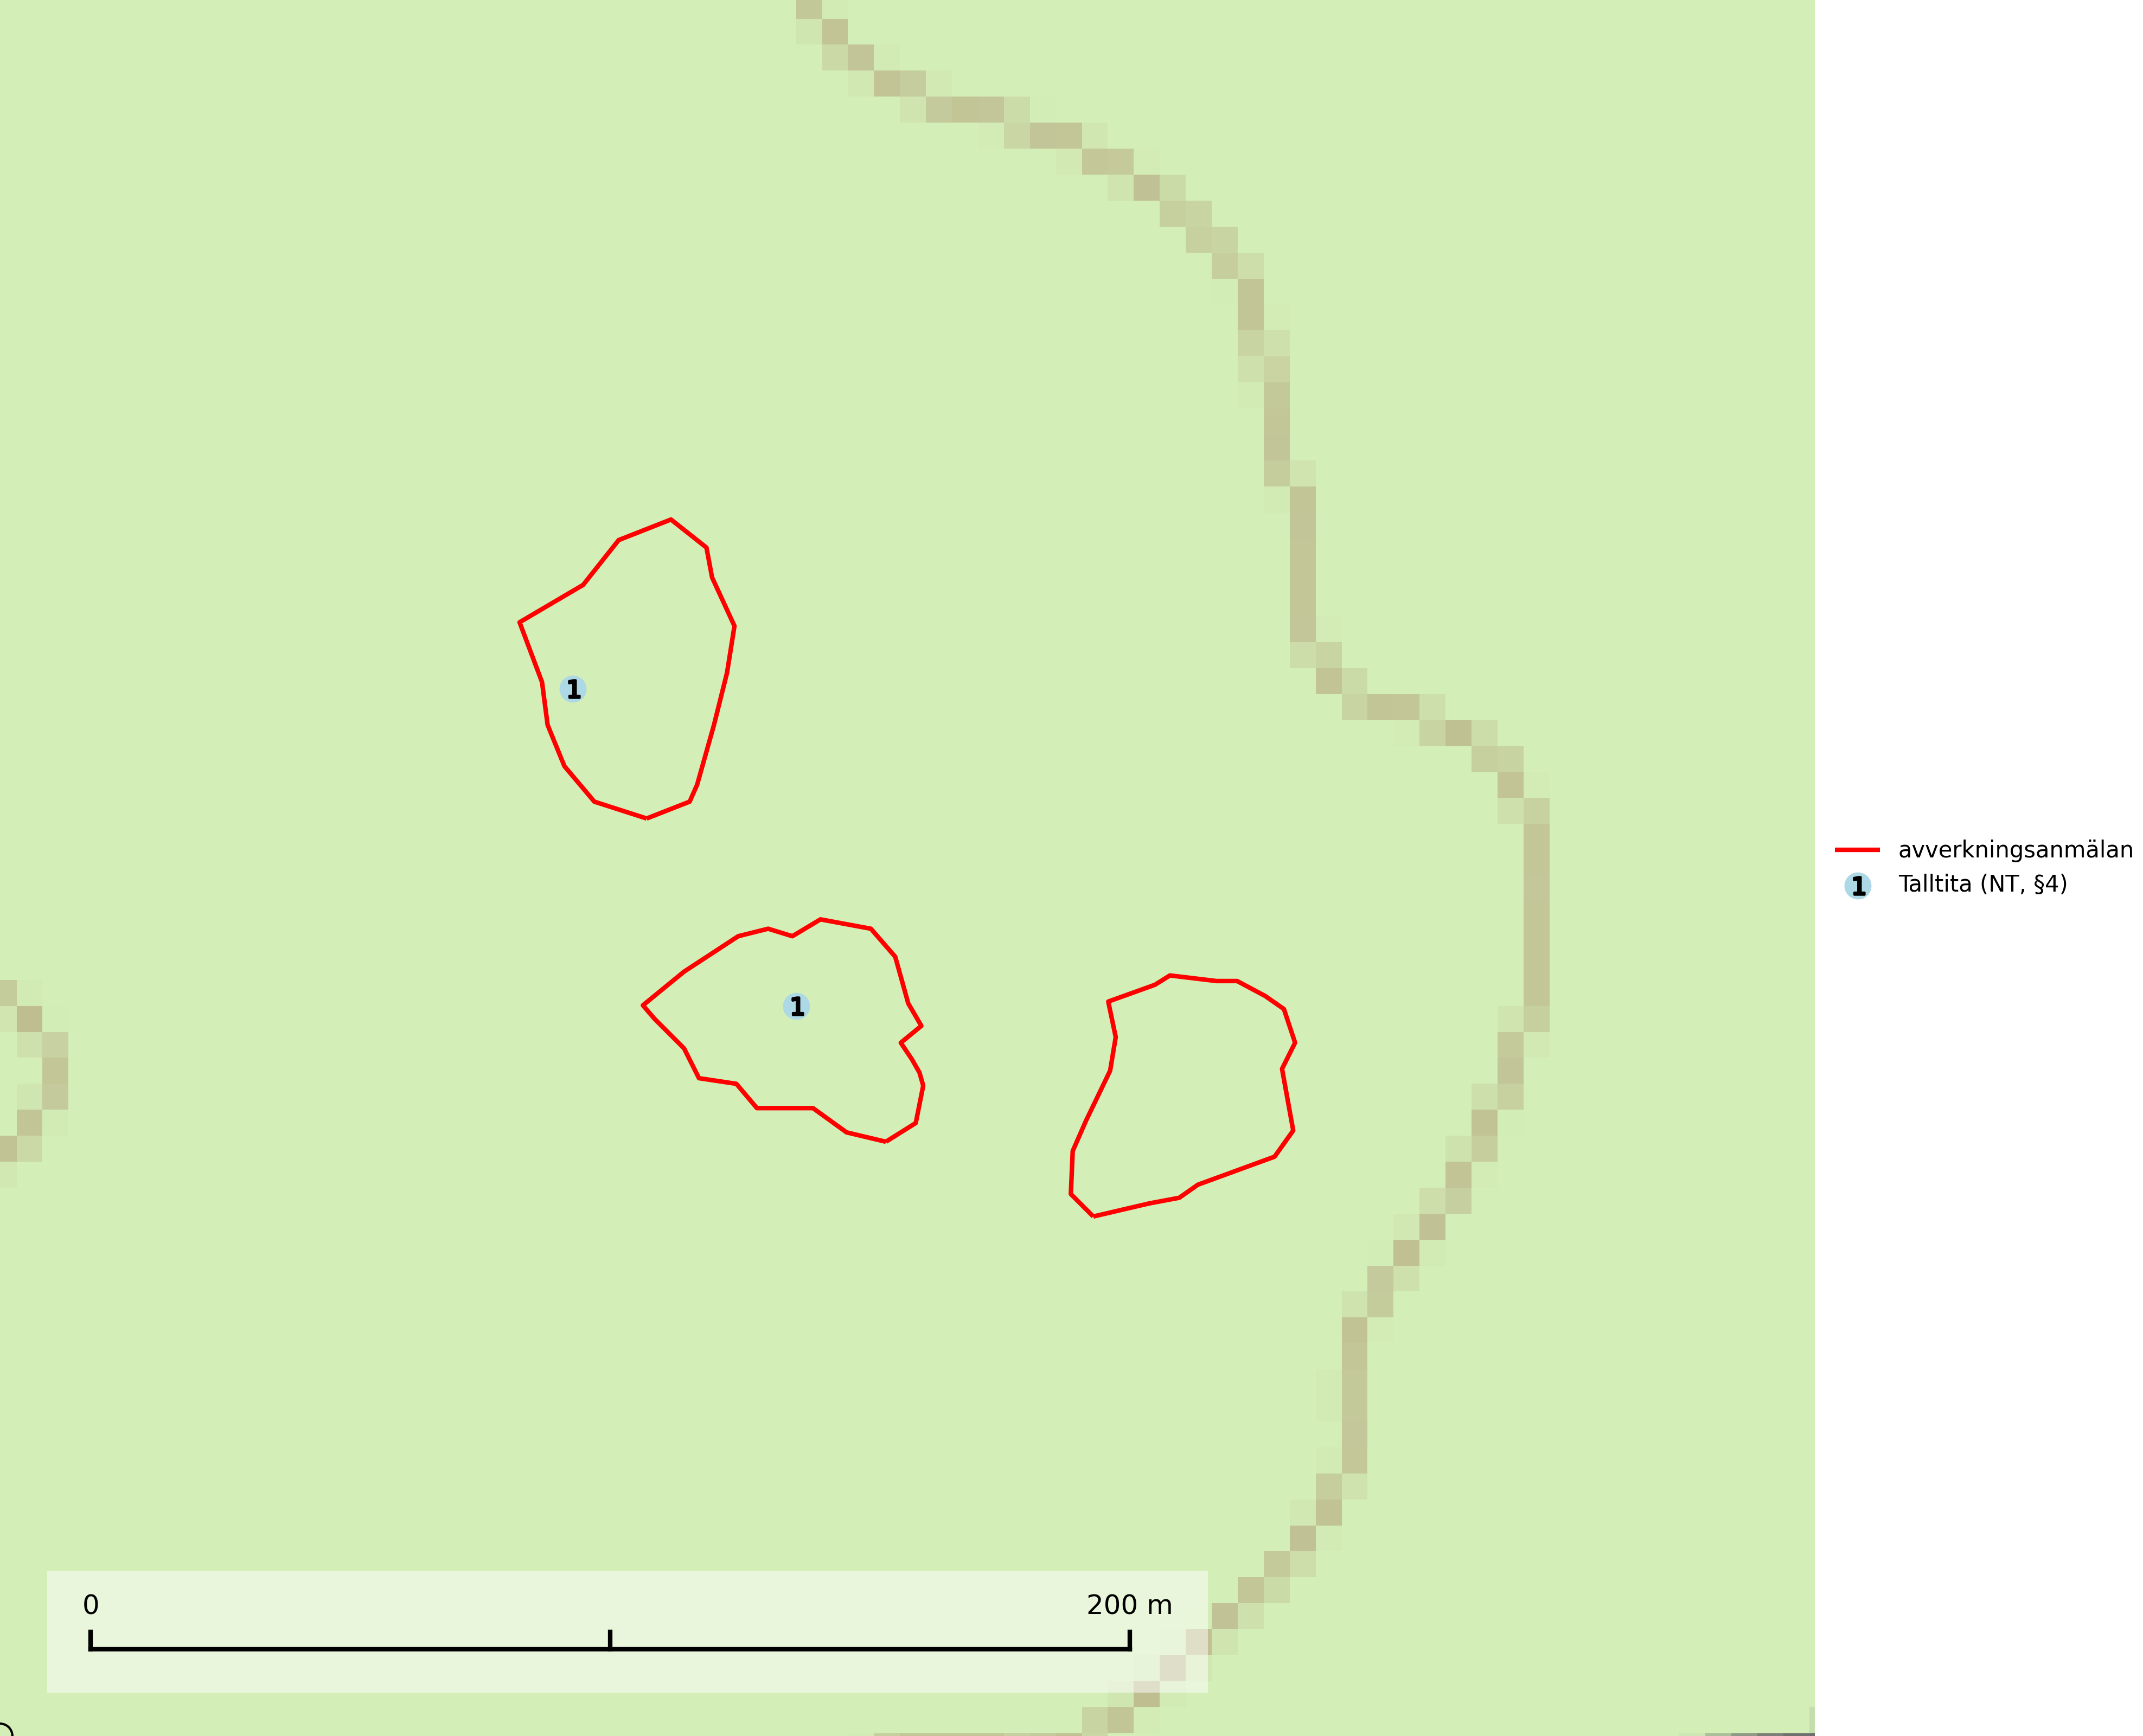 1
1
avverkningsanmälan
1 Talltita (NT, §4)
0 200 m